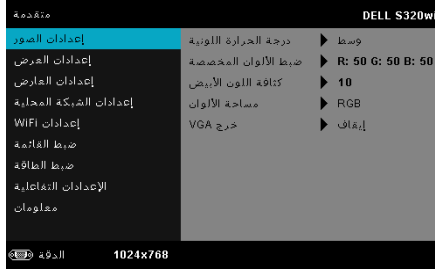 متقدمة
DELL S320wi
إعدادات الصور
إعدادات العرض
إعدادات العارض
إعدادات الشبكة المحلية
إعدادات WiFi
ضبط القائمة
ضبط الطاقة
الإعدادات التفاعلية
معلومات
درجة الحرارة اللونية وسط
ضبط الألوان المخصصة R: 50 G: 50 B: 50
كثافة اللون الأبيض 10
مساحة الألوان RGB
خرج VGA إيقاف
الدقة 1024x768